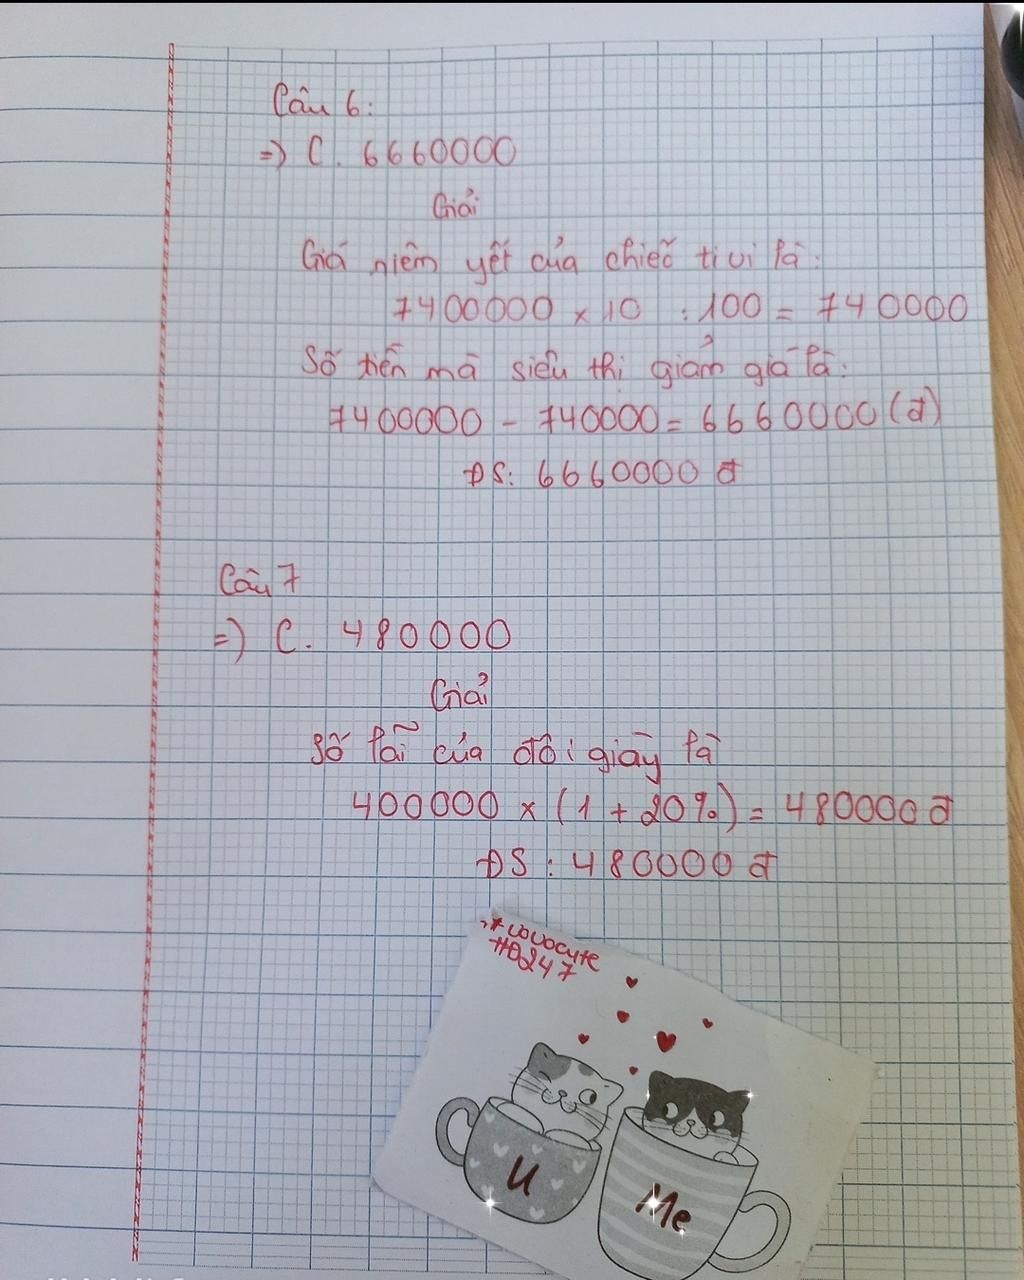 Câu 6:
=) C. 6660000
Giải
Giá niêm yết của chiếc ti vi là:
7400000 x 10 : 100 = 740000
Số tiền mà siêu thị giảm giá là:
7400000 - 740000 = 6660000 (đ)
ĐS: 6660000 đ
Câu 7
=) C. 480000
Giải
Số lãi của đôi giày là
400000 x (1 + 20%) = 480000 đ
ĐS: 480000 đ
U
Me